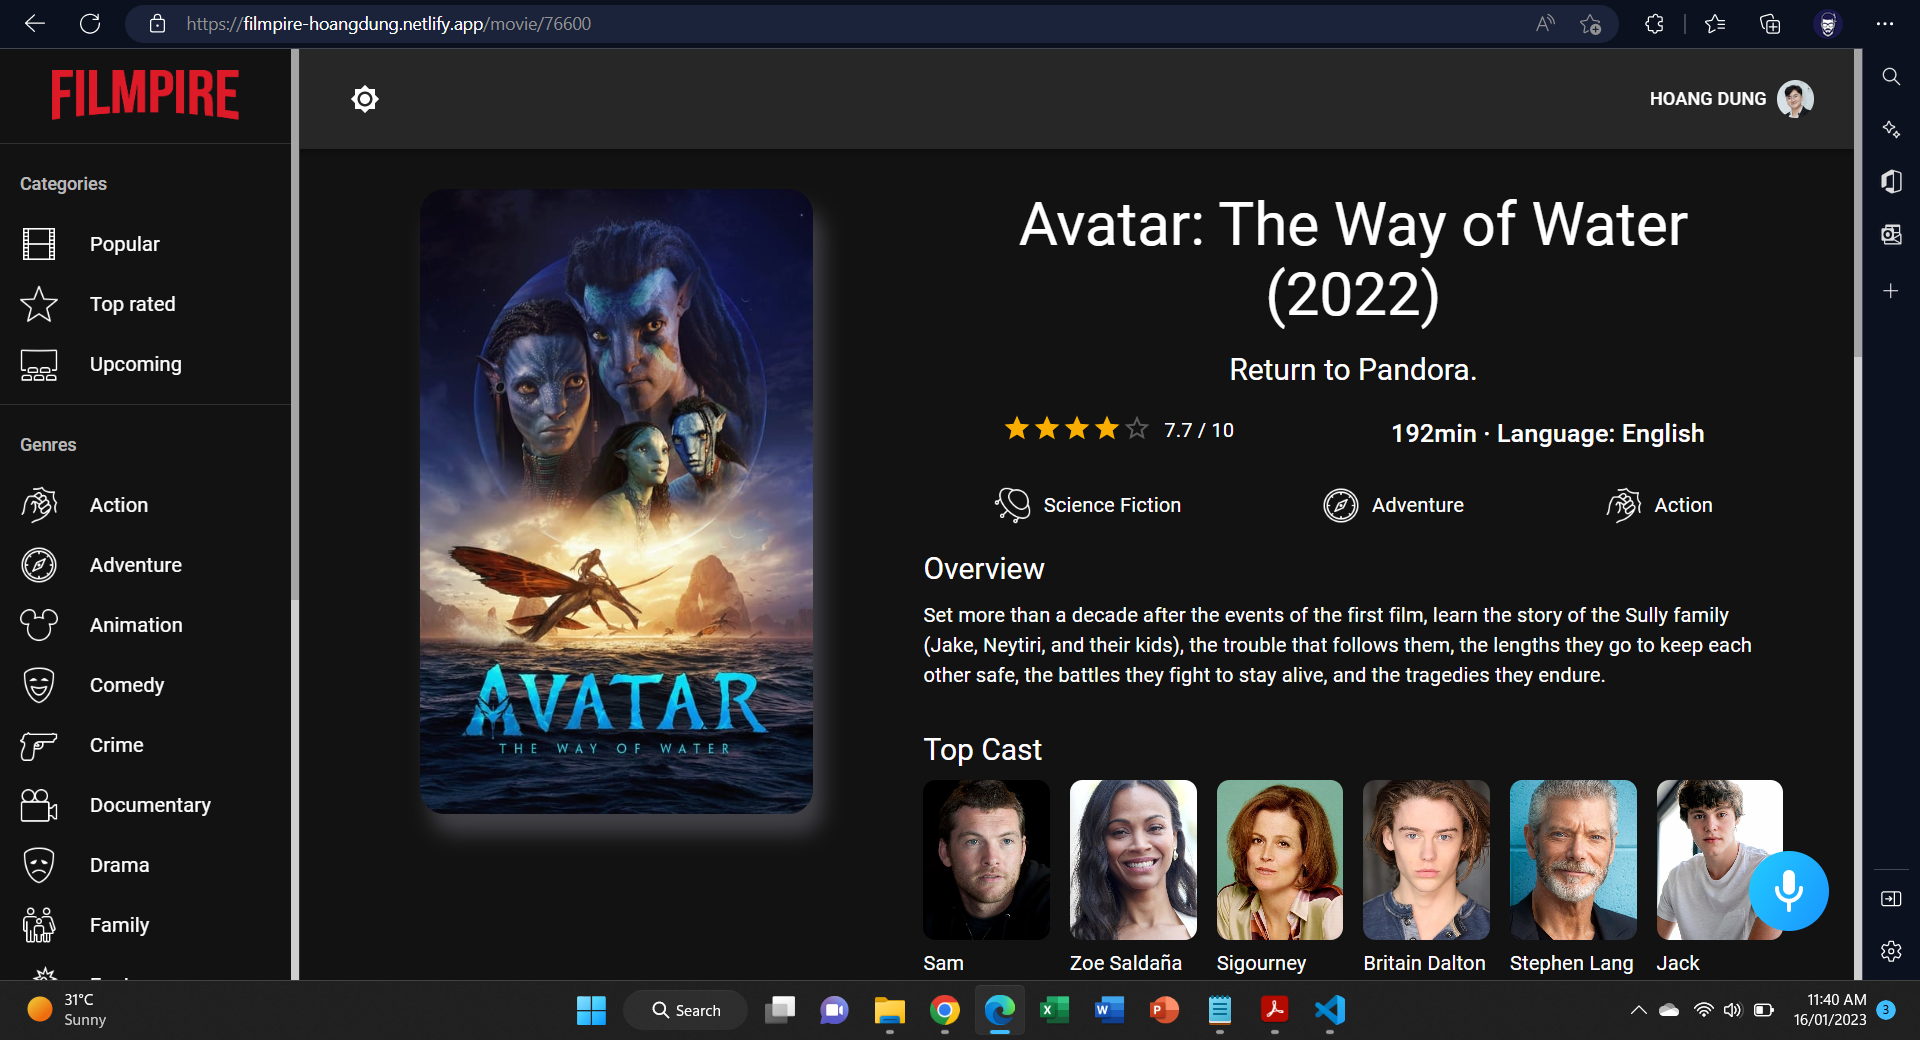 https://filmpire-hoangdung.netlify.app/movie/76600
FILMPIRE
HOANG DUNG
Categories
Popular
Top rated
Upcoming
Genres
Action
Adventure
Animation
Comedy
Crime
Documentary
Drama
Family
AVATAR
THE WAY OF WATER
Avatar: The Way of Water
(2022)
Return to Pandora.
7.7 / 10
192min · Language: English
Science Fiction
Adventure
Action
Overview
Set more than a decade after the events of the first film, learn the story of the Sully family
(Jake, Neytiri, and their kids), the trouble that follows them, the lengths they go to keep each
other safe, the battles they fight to stay alive, and the tragedies they endure.
Top Cast
Sam
Zoe Saldaña
Sigourney
Britain Dalton
Stephen Lang
Jack
31°C
Sunny
Search
11:40 AM
16/01/2023
3